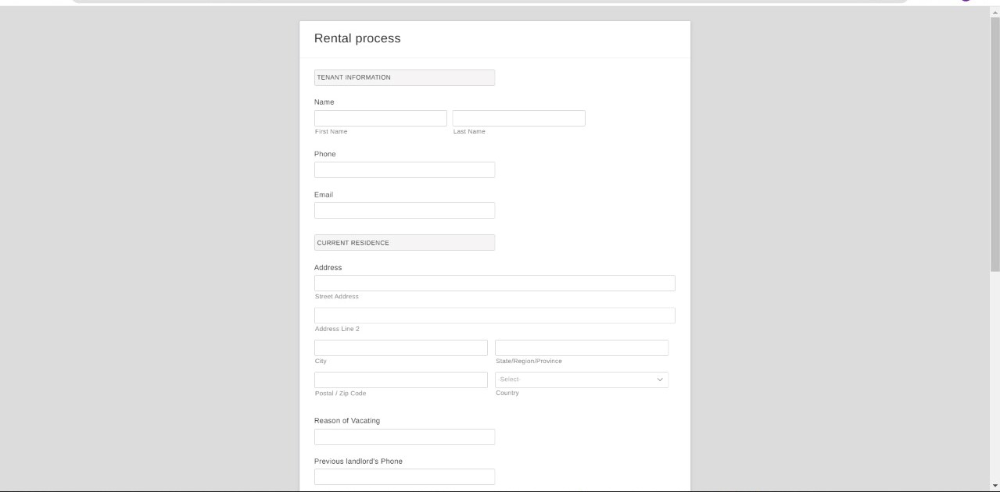 Rental process
TENANT INFORMATION
Name
First Name Last Name
Phone
Email
CURRENT RESIDENCE
Address
Street Address
Address Line 2
City State/Region/Province
-Select-
Postal / Zip Code Country
Reason of Vacating
Previous landlord's Phone